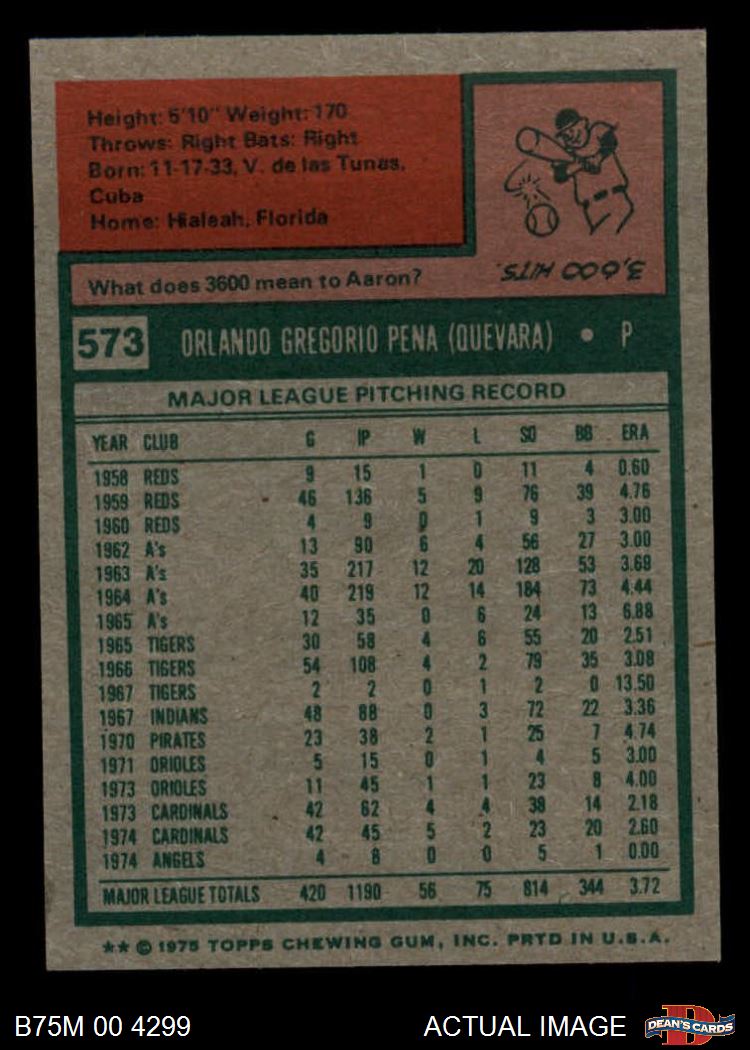 Height: 5'10" Weight: 170
Throws: Right Bats: Right
Born: 11-17-33, V. de las Tunas,
Cuba
Home: Hialeah, Florida
What does 3600 mean to Aaron?
3,600 HITS.
573 ORLANDO GREGORIO PENA (QUEVARA) • P
MAJOR LEAGUE PITCHING RECORD
YEAR CLUB G IP W L SO BB ERA
1958 REDS 9 15 1 0 11 4 0.60
1959 REDS 46 136 5 9 76 39 4.76
1960 REDS 4 9 0 1 9 3 3.00
1962 A's 13 90 6 4 56 27 3.00
1963 A's 35 217 12 20 128 53 3.69
1964 A's 40 219 12 14 184 73 4.44
1965 A's 12 35 0 6 24 13 6.88
1965 TIGERS 30 58 4 6 55 20 2.51
1966 TIGERS 54 108 4 2 79 35 3.08
1967 TIGERS 2 2 0 1 2 0 13.50
1967 INDIANS 48 88 0 3 72 22 3.36
1970 PIRATES 23 38 2 1 25 7 4.74
1971 ORIOLES 5 15 0 1 4 5 3.00
1973 ORIOLES 11 45 1 1 23 8 4.00
1973 CARDINALS 42 62 4 4 38 14 2.18
1974 CARDINALS 42 45 5 2 23 20 2.60
1974 ANGELS 4 8 0 0 5 1 0.00
MAJOR LEAGUE TOTALS 420 1190 56 75 814 344 3.72
** © 1975 TOPPS CHEWING GUM, INC. PRTD IN U.S.A.
B75M 00 4299 ACTUAL IMAGE D DEAN'S CARDS